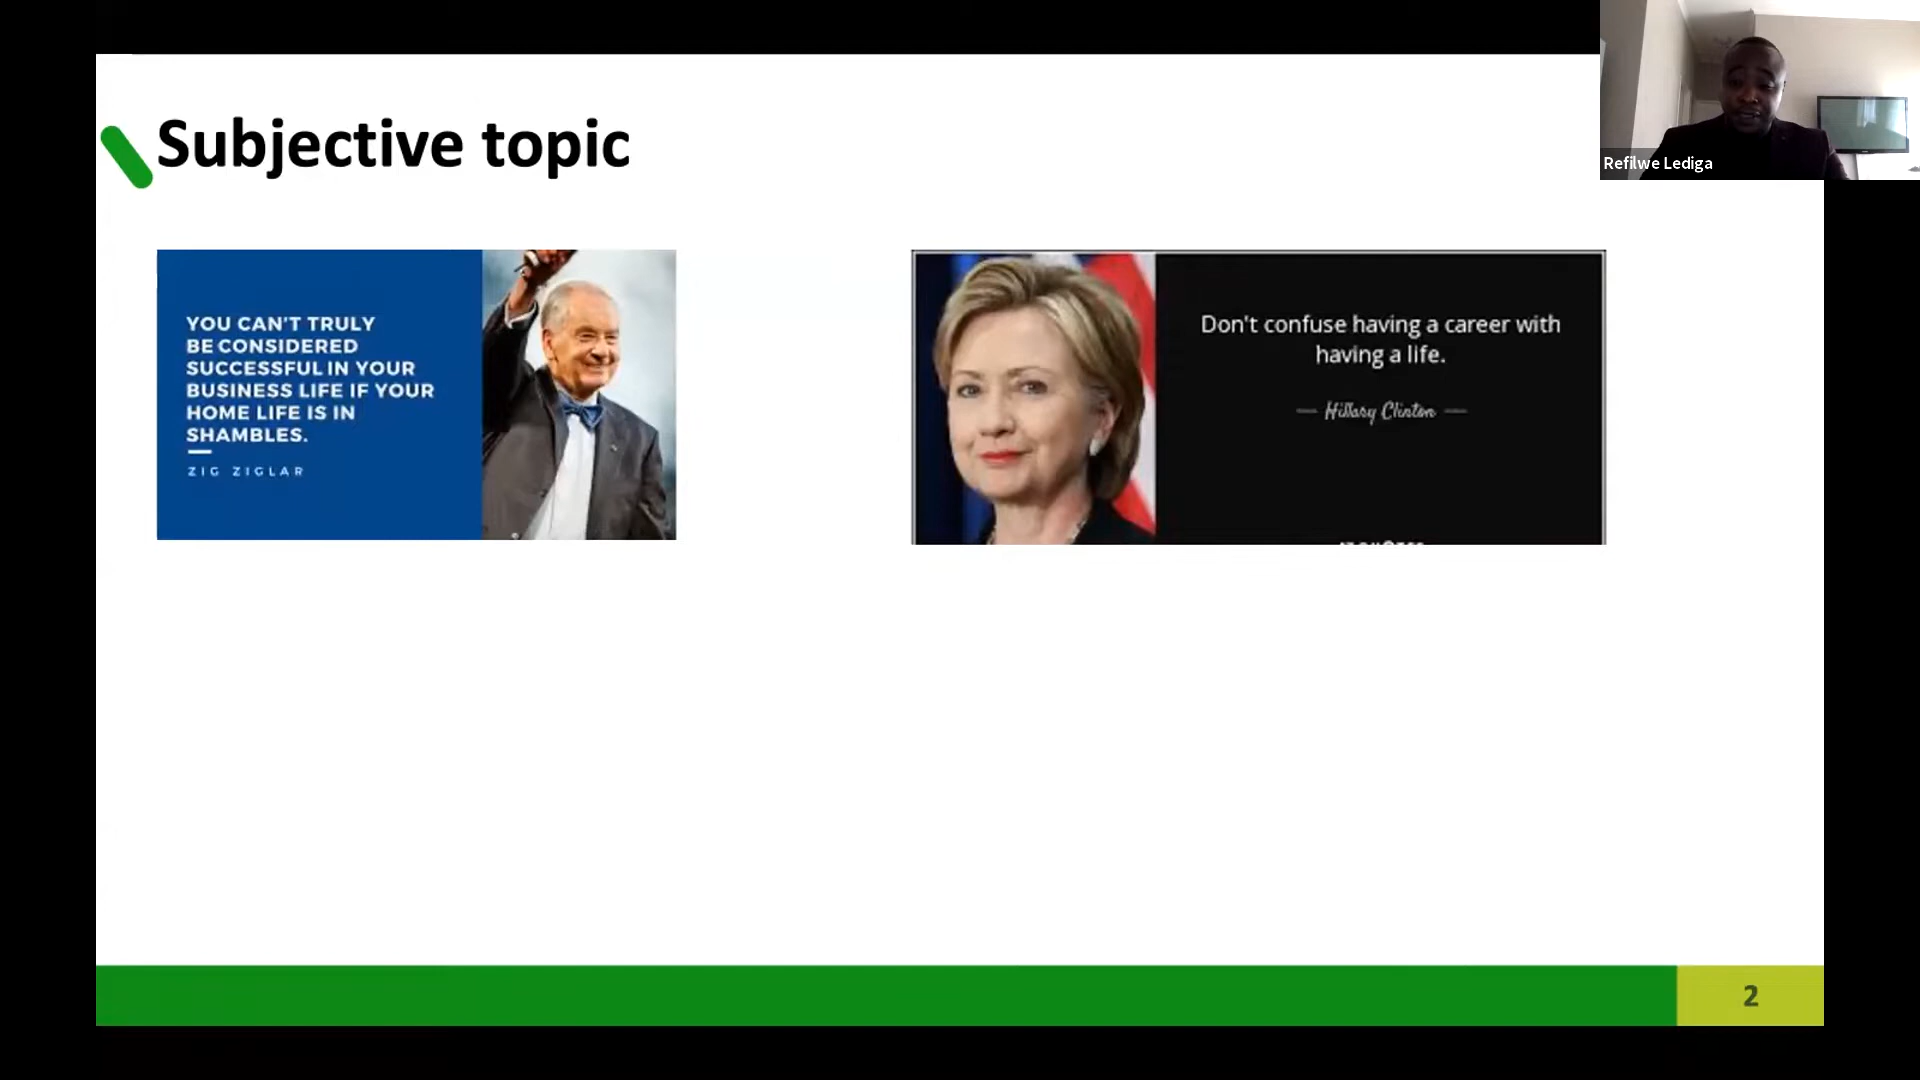 Subjective topic
Refilwe Lediga
YOU CAN'T TRULY
BE CONSIDERED
SUCCESSFUL IN YOUR
BUSINESS LIFE IF YOUR
HOME LIFE IS IN
SHAMBLES.
ZIG ZIGLAR
Don't confuse having a career with
having a life.
Hillary Clinton
2